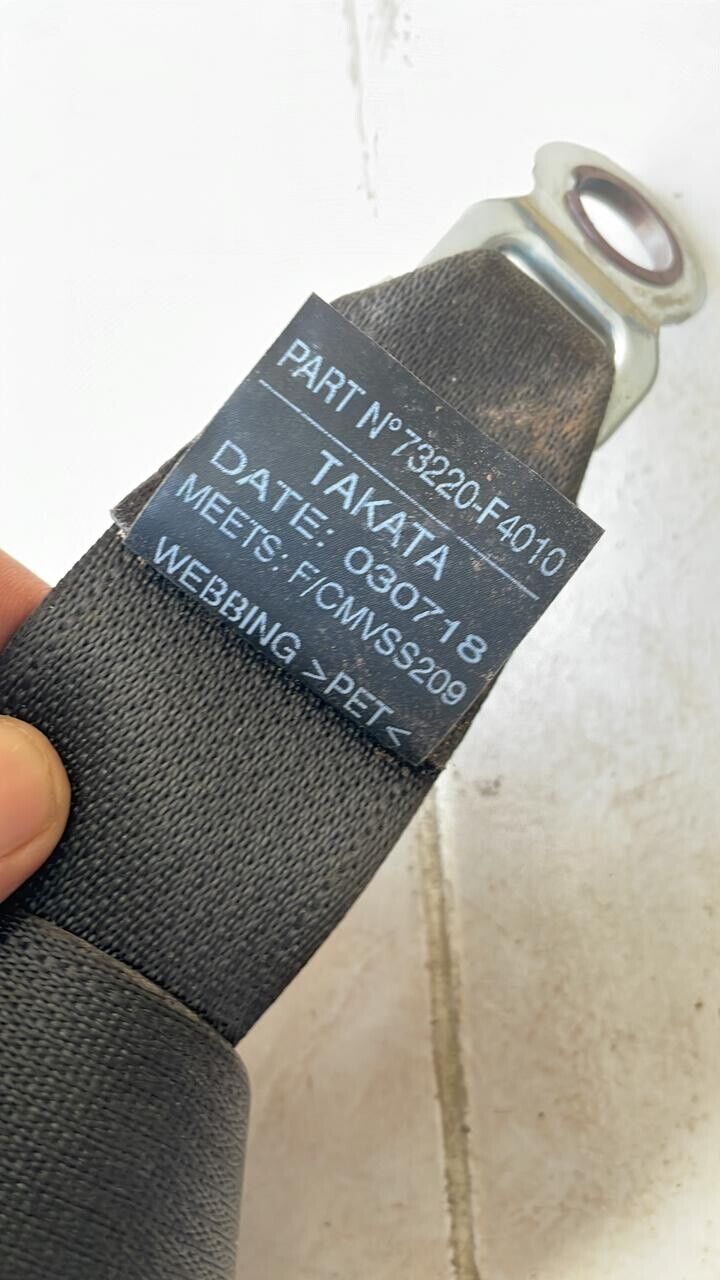 PART N° 73220-F4010
TAKATA
DATE: 030718
MEETS: F/CMVSS209
WEBBING >PET<